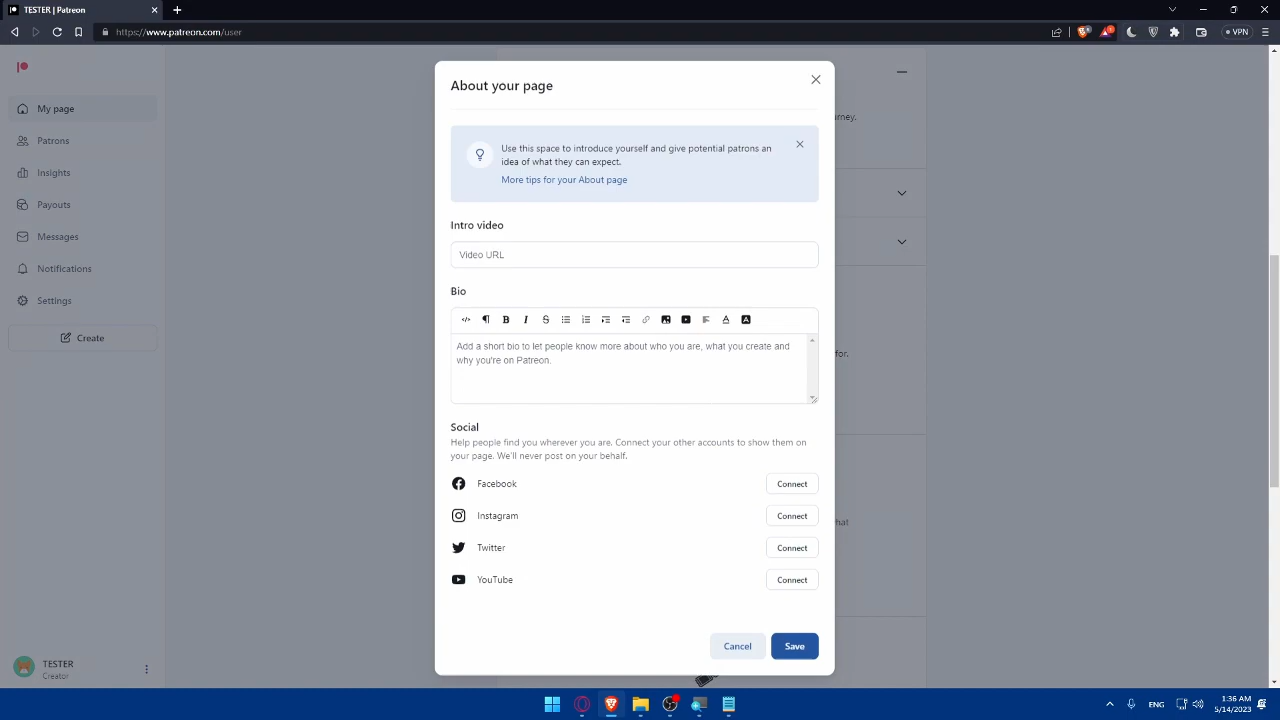 TESTER | Patreon
https://www.patreon.com/user
VPN
My page
Patrons
Insights
Payouts
Messages
Notifications
Settings
Create
TESTER
Creator
About your page
Use this space to introduce yourself and give potential patrons an
idea of what they can expect.
More tips for your About page
Intro video
Video URL
Bio
Add a short bio to let people know more about who you are, what you create and
why you're on Patreon.
Social
Help people find you wherever you are. Connect your other accounts to show them on
your page. We'll never post on your behalf.
Facebook
Connect
Instagram
Connect
Twitter
Connect
YouTube
Connect
Cancel
Save
for.
ENG
1:36 AM
5/14/2023